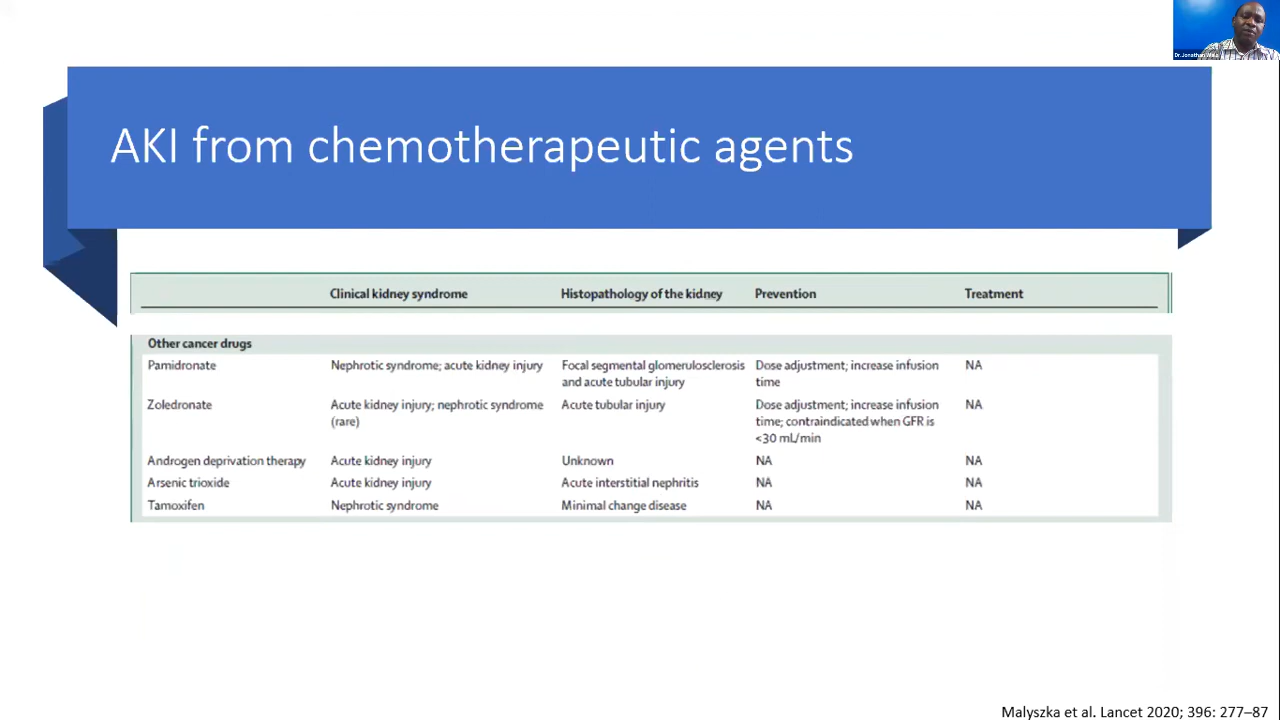 Dr.Jonathan
AKI from chemotherapeutic agents
Clinical kidney syndrome Histopathology of the kidney Prevention Treatment
Other cancer drugs
Pamidronate Nephrotic syndrome; acute kidney injury Focal segmental glomerulosclerosis Dose adjustment; increase infusion NA
and acute tubular injury time
Zoledronate Acute kidney injury; nephrotic syndrome Acute tubular injury Dose adjustment; increase infusion NA
(rare) time; contraindicated when GFR is
<30 mL/min
Androgen deprivation therapy Acute kidney injury Unknown NA NA
Arsenic trioxide Acute kidney injury Acute interstitial nephritis NA NA
Tamoxifen Nephrotic syndrome Minimal change disease NA NA
Malyszka et al. Lancet 2020; 396: 277–87